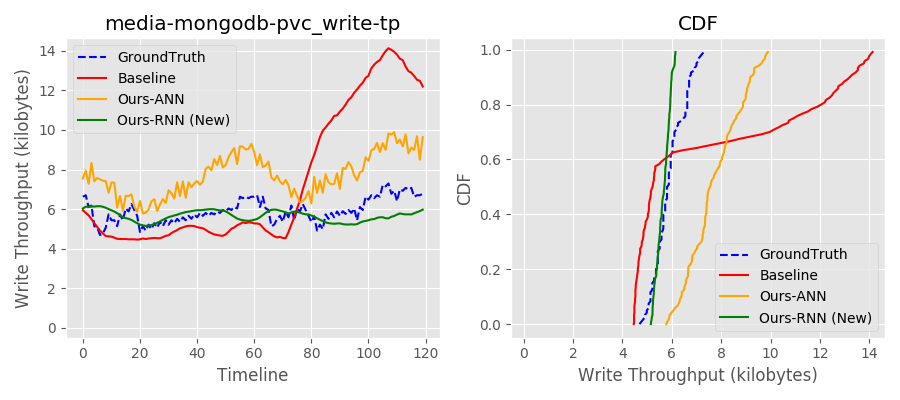 media-mongodb-pvc_write-tp
Write Throughput (kilobytes)
14
12
10
8
6
4
2
0
GroundTruth
Baseline
Ours-ANN
Ours-RNN (New)
0 20 40 60 80 100 120
Timeline
CDF
CDF
1.0
0.8
0.6
0.4
0.2
0.0
GroundTruth
Baseline
Ours-ANN
Ours-RNN (New)
0 2 4 6 8 10 12 14
Write Throughput (kilobytes)